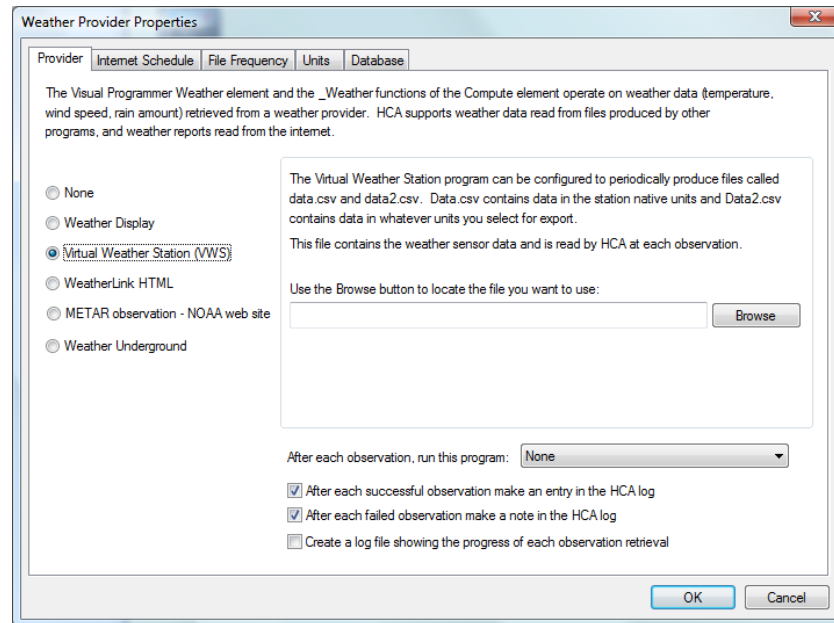 Weather Provider Properties
Provider
Internet Schedule
File Frequency
Units
Database
The Visual Programmer Weather element and the _Weather functions of the Compute element operate on weather data (temperature,
wind speed, rain amount) retrieved from a weather provider. HCA supports weather data read from files produced by other
programs, and weather reports read from the internet.
None
Weather Display
Virtual Weather Station (VWS)
WeatherLink HTML
METAR observation - NOAA web site
Weather Underground
The Virtual Weather Station program can be configured to periodically produce files called
data.csv and data2.csv. Data.csv contains data in the station native units and Data2.csv
contains data in whatever units you select for export.
This file contains the weather sensor data and is read by HCA at each observation.
Use the Browse button to locate the file you want to use:
Browse
After each observation, run this program:
None
After each successful observation make an entry in the HCA log
After each failed observation make a note in the HCA log
Create a log file showing the progress of each observation retrieval
OK
Cancel